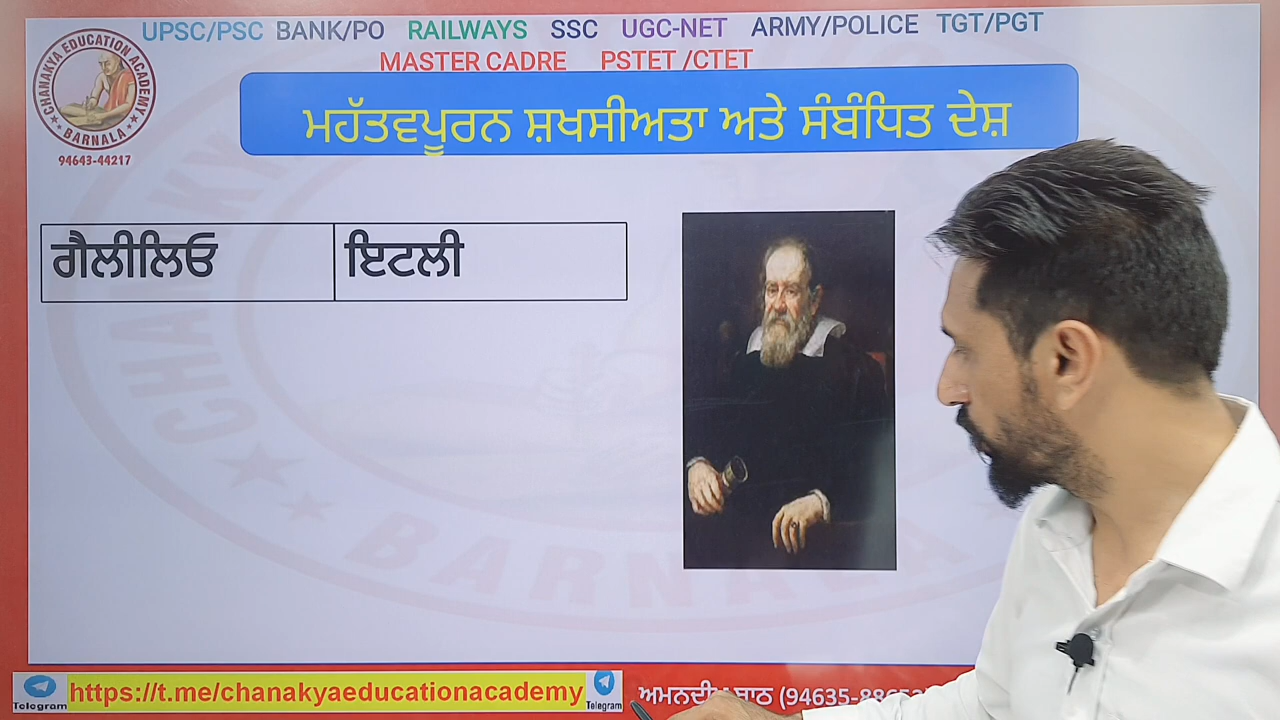 UPSC/PSC BANK/PO RAILWAYS SSC UGC-NET ARMY/POLICE TGT/PGT
MASTER CADRE PSTET /CTET
CHANAKYA EDUCATION ACADEMY
BARNALA
94643-44217
ਮਹੱਤਵਪੂਰਨ ਸ਼ਖਸੀਅਤਾ ਅਤੇ ਸੰਬੰਧਿਤ ਦੇਸ਼
ਗੈਲੀਲਿਓ ਇਟਲੀ
BARNALA
Telegram https://t.me/chanakyaeducationacademy Telegram